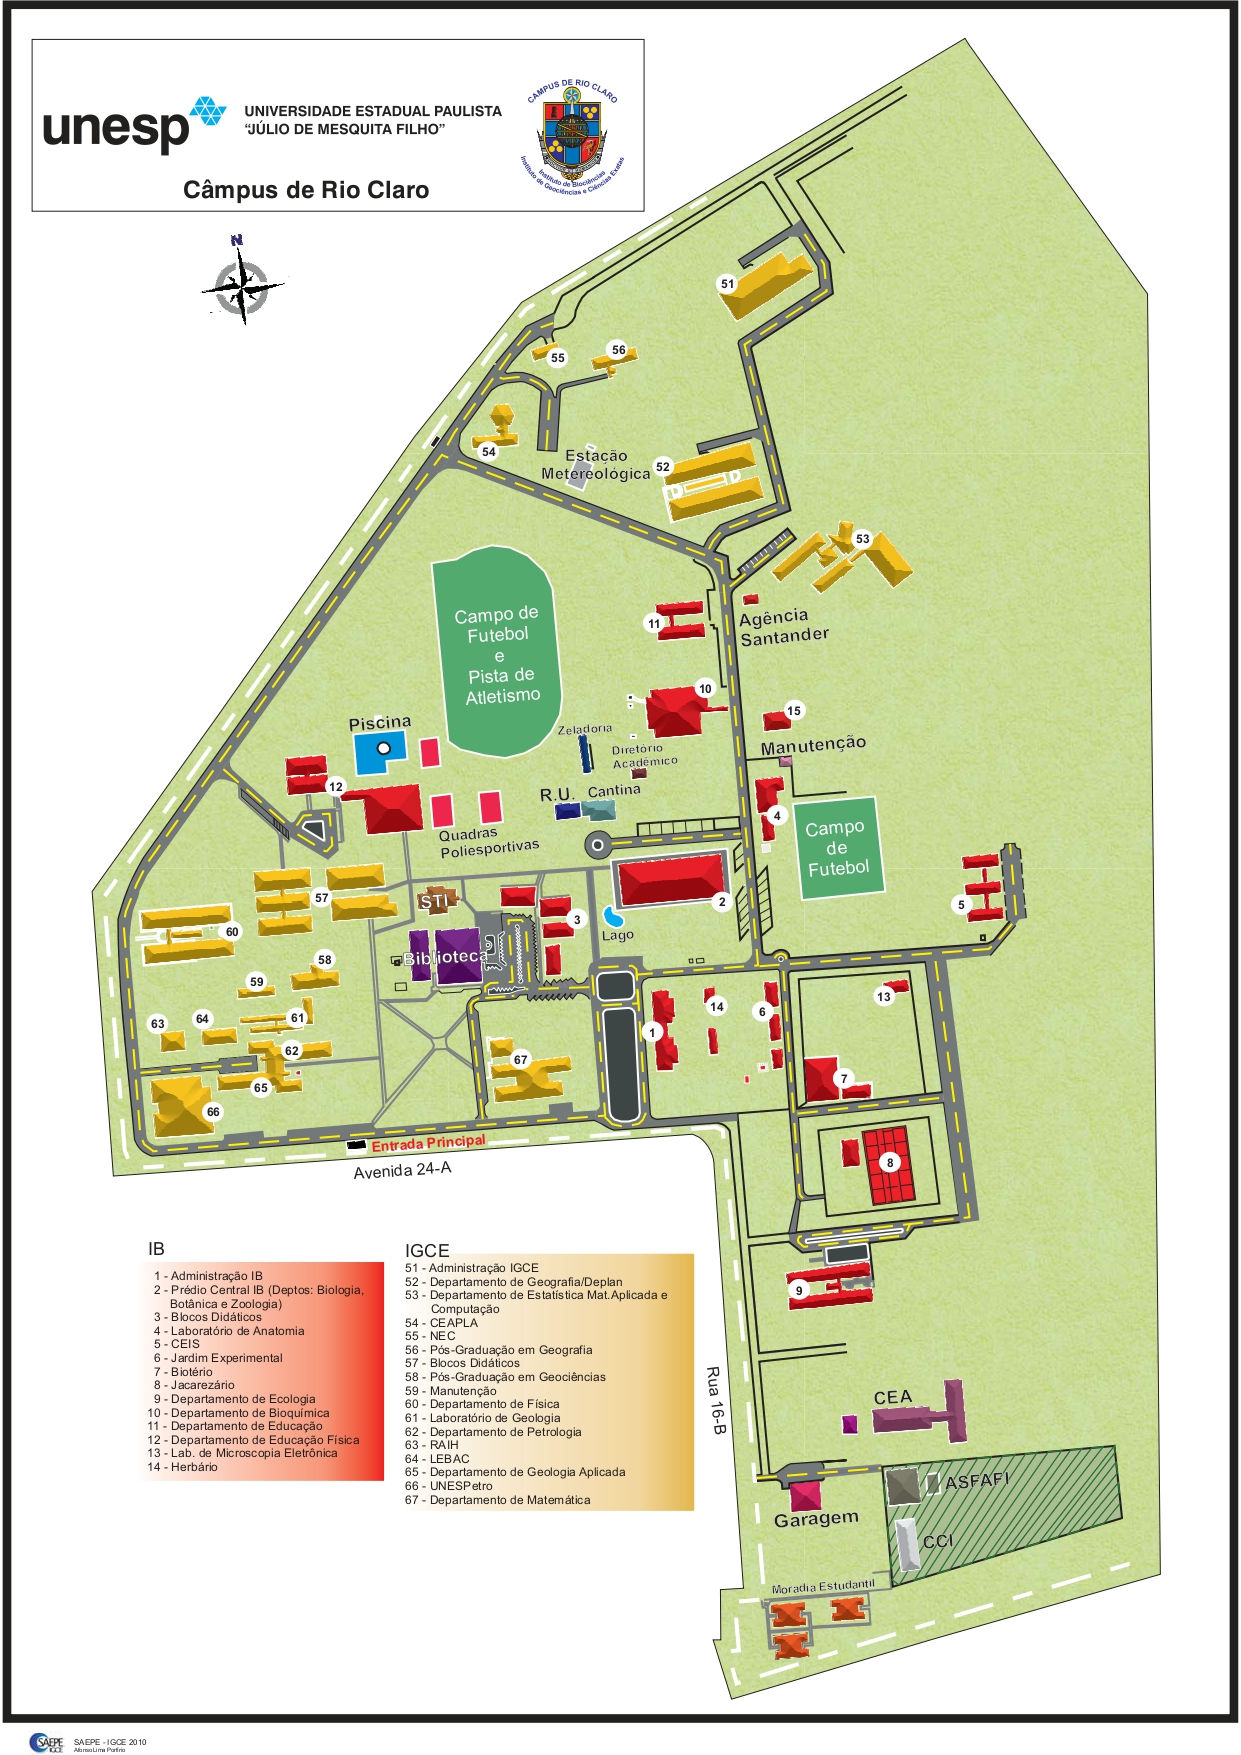 unesp
UNIVERSIDADE ESTADUAL PAULISTA
“JÚLIO DE MESQUITA FILHO”
CAMPUS DE RIO CLARO
Instituto de Biociências
Instituto de Geociências e Ciências Exatas
Câmpus de Rio Claro
N
51
55
56
54
Estação
Metereológica
52
53
Campo de
Futebol
e
Pista de
Atletismo
11
Agência
Santander
10
15
Manutenção
Piscina
Zeladoria
Diretório
Acadêmico
12
R.U.
Cantina
Quadras
Poliesportivas
4
Campo
de
Futebol
57
STI
3
2
5
60
Lago
Biblioteca
58
59
13
63
64
61
1
14
6
62
67
65
7
66
8
Entrada Principal
Avenida 24-A
9
Rua 16-B
CEA
ASFAFI
Garagem
CCI
Moradia Estudantil
IB
1 - Administração IB
2 - Prédio Central IB (Deptos: Biologia,
Botânica e Zoologia)
3 - Blocos Didáticos
4 - Laboratório de Anatomia
5 - CEIS
6 - Jardim Experimental
7 - Biotério
8 - Jacarezário
9 - Departamento de Ecologia
10 - Departamento de Bioquímica
11 - Departamento de Educação
12 - Departamento de Educação Física
13 - Lab. de Microscopia Eletrônica
14 - Herbário
IGCE
51 - Administração IGCE
52 - Departamento de Geografia/Deplan
53 - Departamento de Estatística Mat.Aplicada e
Computação
54 - CEAPLA
55 - NEC
56 - Pós-Graduação em Geografia
57 - Blocos Didáticos
58 - Pós-Graduação em Geociências
59 - Manutenção
60 - Departamento de Física
61 - Laboratório de Geologia
62 - Departamento de Petrologia
63 - RAIH
64 - LEBAC
65 - Departamento de Geologia Aplicada
66 - UNESPetro
67 - Departamento de Matemática
SAEPE
IGCE
SAEPE - IGCE 2010
Afonso Lima Porfírio